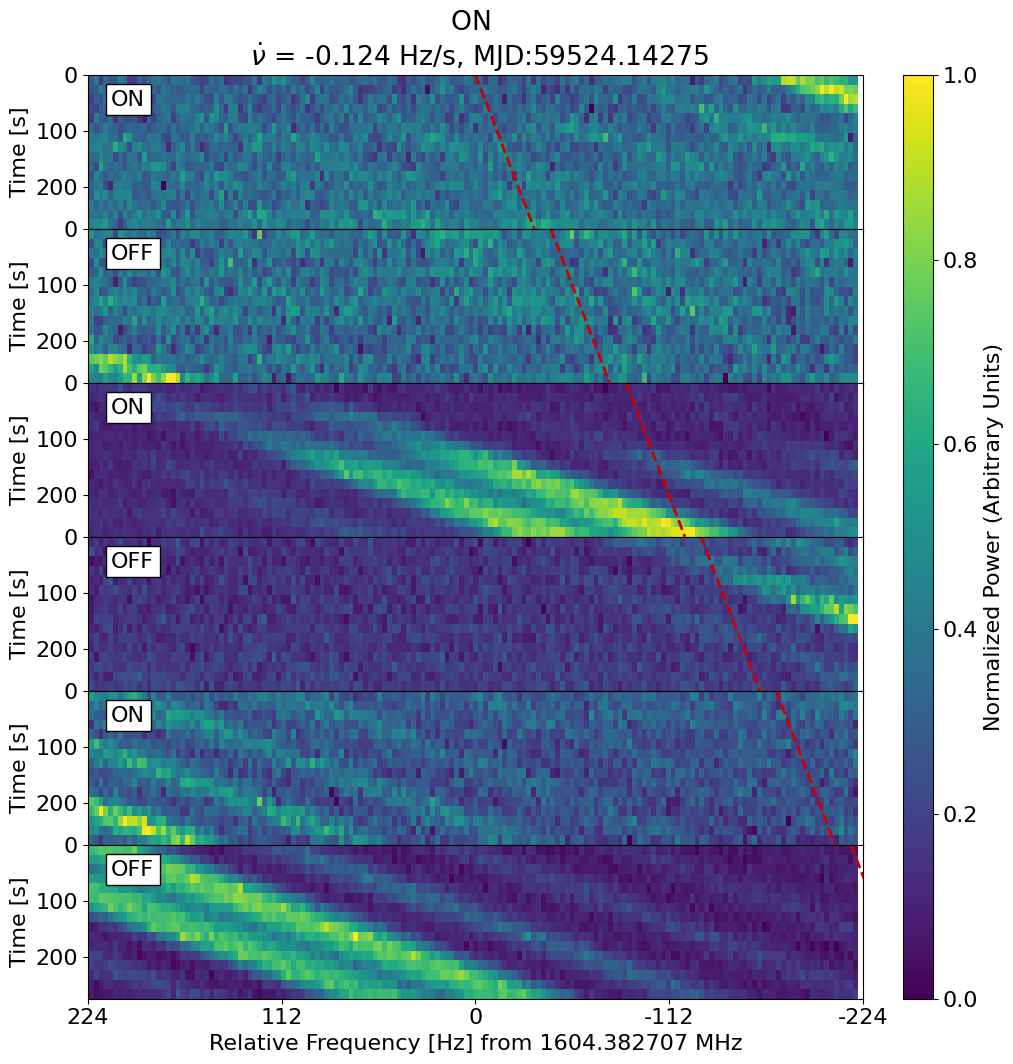 ON
ν̇ = -0.124 Hz/s, MJD:59524.14275
0
ON
100
Time [s]
200
0
OFF
100
Time [s]
200
0
ON
100
Time [s]
200
0
OFF
100
Time [s]
200
0
ON
100
Time [s]
200
0
OFF
100
Time [s]
200
224 112 0 -112 -224
Relative Frequency [Hz] from 1604.382707 MHz
1.0
0.8
0.6
0.4
0.2
0.0
Normalized Power (Arbitrary Units)